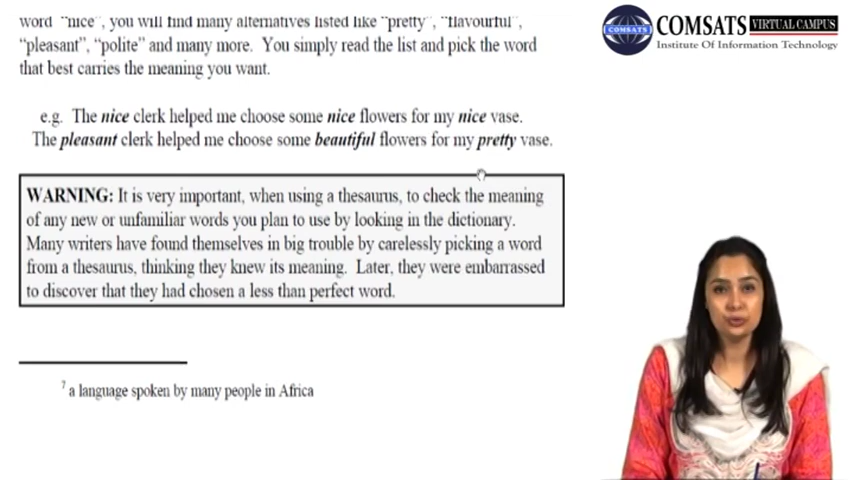 word "nice", you will find many alternatives listed like "pretty", "flavourful",
"pleasant", "polite" and many more. You simply read the list and pick the word
that best carries the meaning you want.
e.g. The nice clerk helped me choose some nice flowers for my nice vase.
The pleasant clerk helped me choose some beautiful flowers for my pretty vase.
WARNING: It is very important, when using a thesaurus, to check the meaning
of any new or unfamiliar words you plan to use by looking in the dictionary.
Many writers have found themselves in big trouble by carelessly picking a word
from a thesaurus, thinking they knew its meaning. Later, they were embarrassed
to discover that they had chosen a less than perfect word.
7 a language spoken by many people in Africa
COMSATS
COMSATS VIRTUAL CAMPUS
Institute Of Information Technology